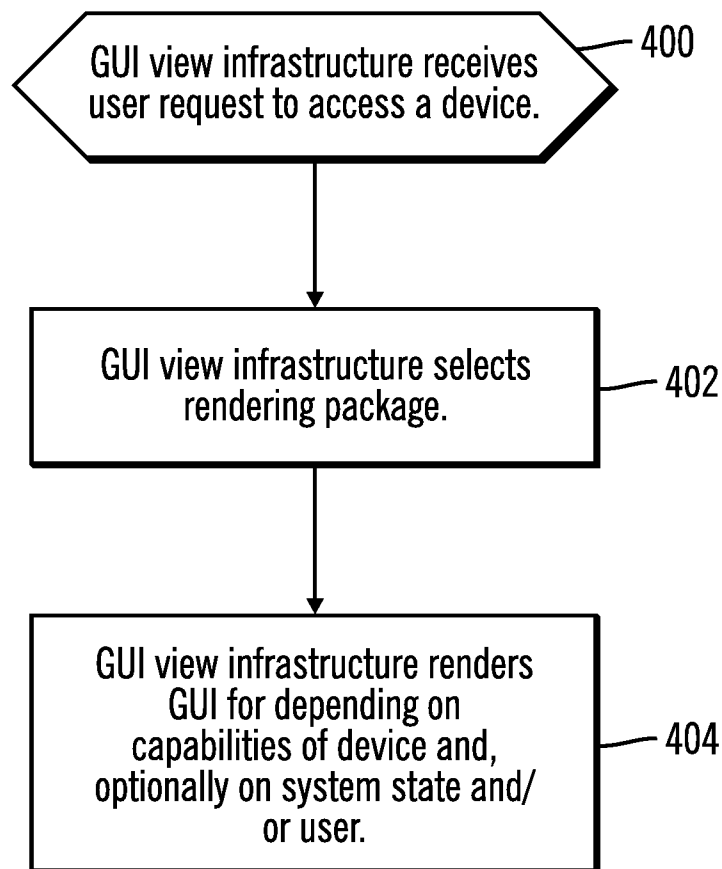 GUI view infrastructure receives
user request to access a device.
400
GUI view infrastructure selects
rendering package.
402
GUI view infrastructure renders
GUI for depending on
capabilities of device and,
optionally on system state and/
or user.
404